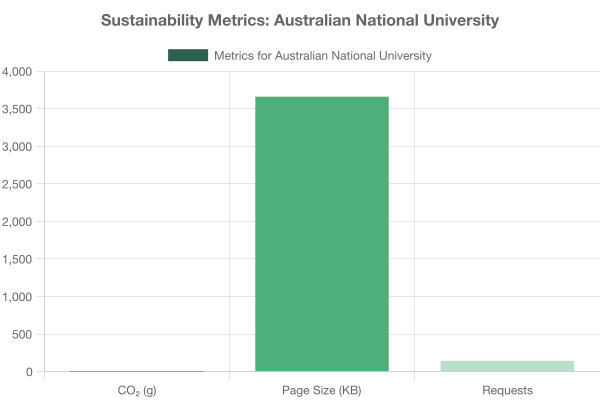 Sustainability Metrics: Australian National University
Metrics for Australian National University
4,000
3,500
3,000
2,500
2,000
1,500
1,000
500
0
CO₂ (g)
Page Size (KB)
Requests